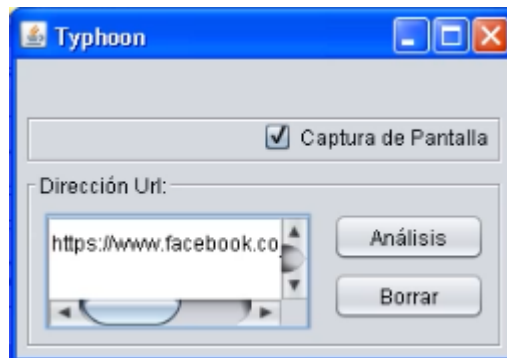 Typhoon
Captura de Pantalla
Dirección Url:
https://www.facebook.co
Análisis
Borrar